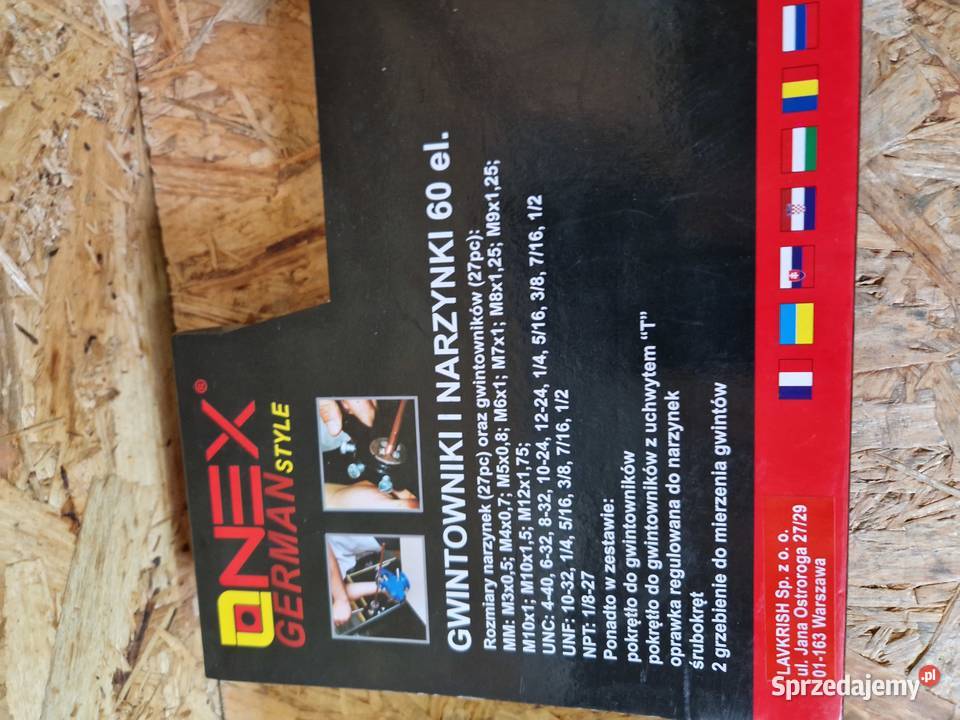 ONEX®
GERMAN STYLE
GWINTOWNIKI I NARZYNKI 60 el.
Rozmiary narzynek (27pc) oraz gwintowników (27pc):
MM: M3x0,5; M4x0,7; M5x0,8; M6x1; M7x1; M8x1,25; M9x1,25;
M10x1; M10x1,5; M12x1,75;
UNC: 4-40, 6-32, 8-32, 10-24, 12-24, 1/4, 5/16, 3/8, 7/16, 1/2
UNF: 10-32, 1/4, 5/16, 3/8, 7/16, 1/2
NPT: 1/8-27
Ponadto w zestawie:
pokrętło do gwintowników
pokrętło do gwintowników z uchwytem "T"
oprawka regulowana do narzynek
śrubokręt
2 grzebienie do mierzenia gwintów
LAVKRISH Sp. z o. o.
ul. Jana Ostroroga 27/29
01-163 Warszawa
Sprzedajemy.pl